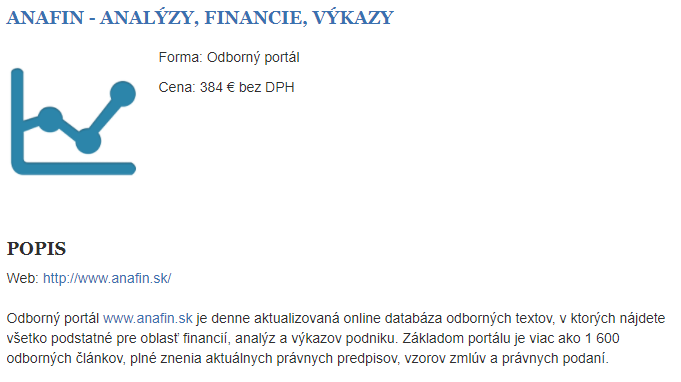 ANAFIN - ANALÝZY, FINANCIE, VÝKAZY
Forma: Odborný portál
Cena: 384 € bez DPH
POPIS
Web: http://www.anafin.sk/
Odborný portál www.anafin.sk je denne aktualizovaná online databáza odborných textov, v ktorých nájdete
všetko podstatné pre oblasť financií, analýz a výkazov podniku. Základom portálu je viac ako 1 600
odborných článkov, plné znenia aktuálnych právnych predpisov, vzorov zmlúv a právnych podaní.